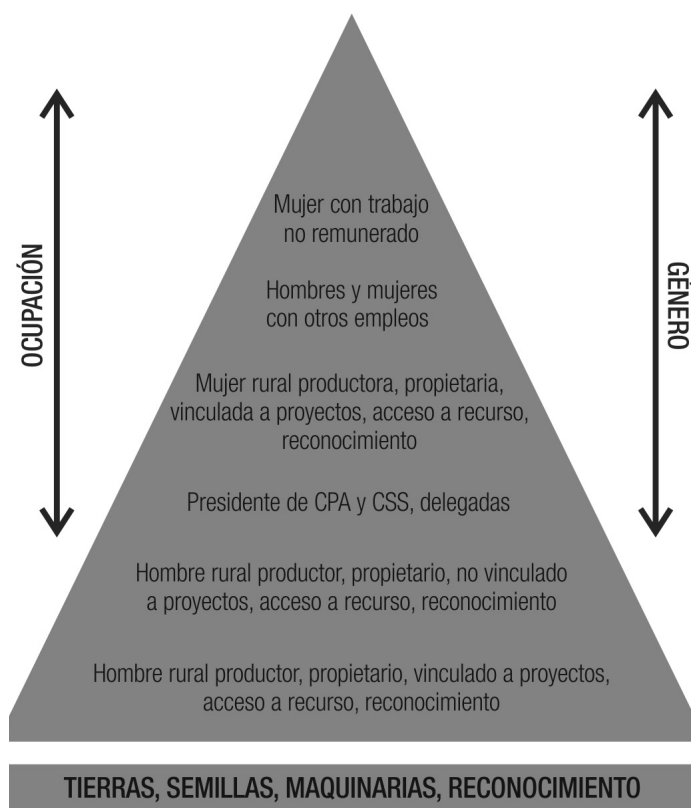 OCUPACIÓN
GÉNERO
Mujer con trabajo
no remunerado
Hombres y mujeres
con otros empleos
Mujer rural productora, propietaria,
vinculada a proyectos, acceso a recurso,
reconocimiento
Presidente de CPA y CSS, delegadas
Hombre rural productor, propietario, no vinculado
a proyectos, acceso a recurso, reconocimiento
Hombre rural productor, propietario, vinculado a proyectos,
acceso a recurso, reconocimiento
TIERRAS, SEMILLAS, MAQUINARIAS, RECONOCIMIENTO